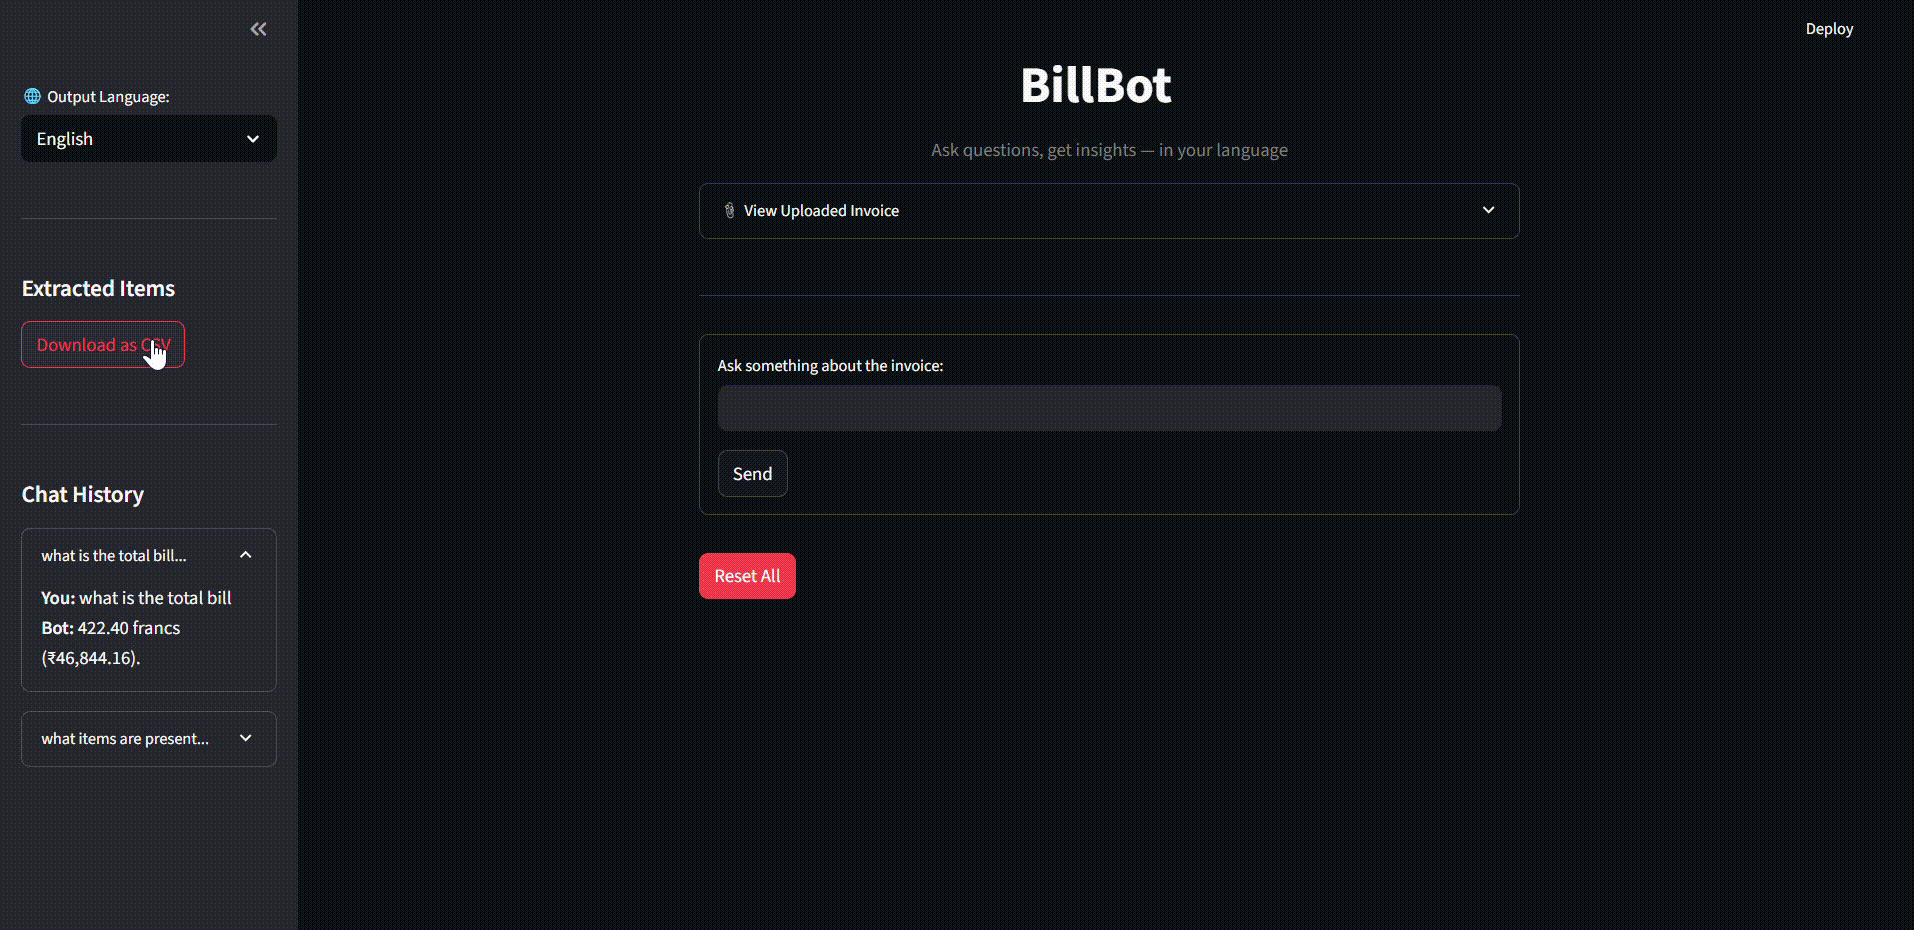 Output Language:
English
Extracted Items
Download as CSV
Chat History
what is the total bill...
You: what is the total bill
Bot: 422.40 francs
(₹46,844.16).
what items are present...
Deploy
BillBot
Ask questions, get insights — in your language
View Uploaded Invoice
Ask something about the invoice:
Send
Reset All